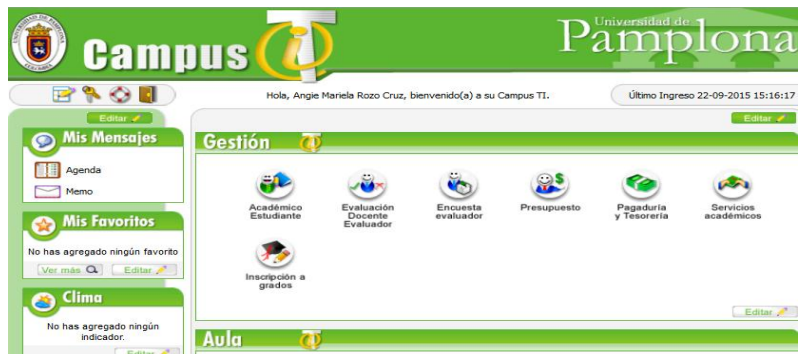 Campus TI
Universidad de
Pamplona
Hola, Angie Mariela Rozo Cruz, bienvenido(a) a su Campus TI.
Último Ingreso 22-09-2015 15:16:17
Editar
Mis Mensajes
Agenda
Memo
Mis Favoritos
No has agregado ningún favorito
Ver más
Editar
Clima
No has agregado ningún
indicador.
Editar
Editar
Gestión
Académico
Estudiante
Evaluación
Docente
Evaluador
Encuesta
evaluador
Presupuesto
Pagaduría
y Tesorería
Servicios
académicos
Inscripción a
grados
Editar
Aula